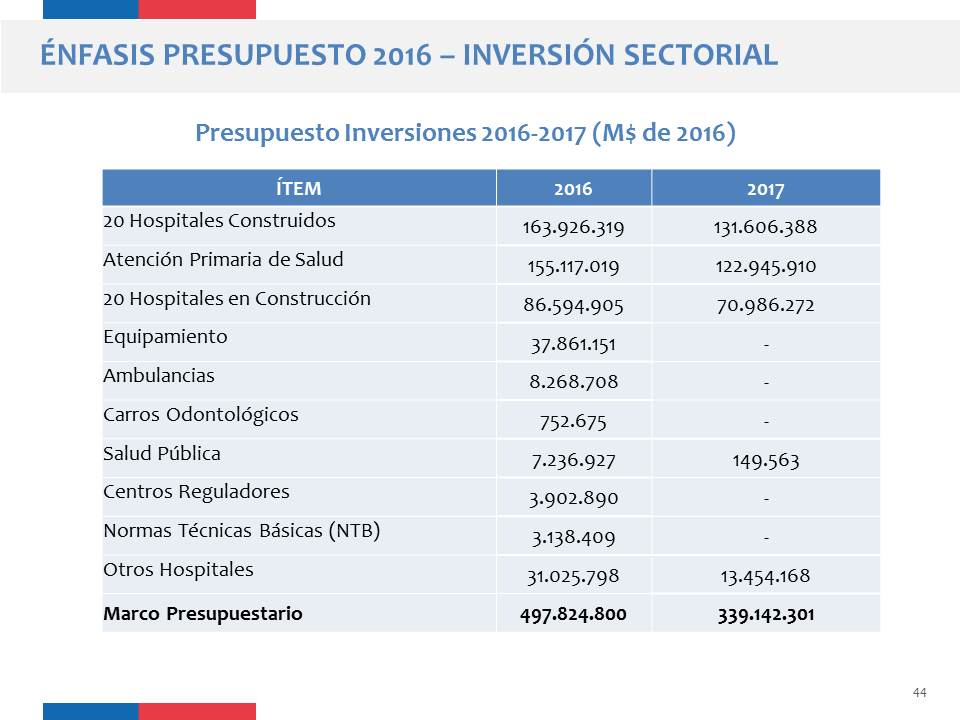 ÉNFASIS PRESUPUESTO 2016 – INVERSIÓN SECTORIAL
Presupuesto Inversiones 2016-2017 (M$ de 2016)
ÍTEM 2016 2017
20 Hospitales Construidos 163.926.319 131.606.388
Atención Primaria de Salud 155.117.019 122.945.910
20 Hospitales en Construcción 86.594.905 70.986.272
Equipamiento 37.861.151 -
Ambulancias 8.268.708 -
Carros Odontológicos 752.675 -
Salud Pública 7.236.927 149.563
Centros Reguladores 3.902.890 -
Normas Técnicas Básicas (NTB) 3.138.409 -
Otros Hospitales 31.025.798 13.454.168
Marco Presupuestario 497.824.800 339.142.301
44